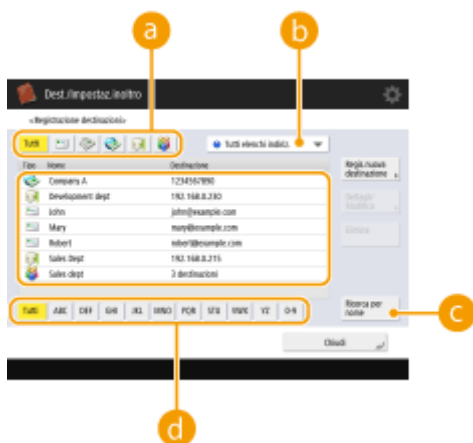 a
b
Dest./Impostaz.Inoltro
<Registrazione destinazioni>
Tutti
Tutti elenchi indiriz.
Tipo Nome Destinazione
Company A 1234567890
Development dept 192.168.0.230
John john@example.com
Mary mary@example.com
Robert robert@example.com
Sales Dept 192.168.0.215
Sales dept 3 destinazioni
Regis.nuova
destinazione
Dettagli/
Modifica
Elimina
Tutti ABC DEF GHI JKL MNO PQR STU VWX YZ 0-9
Ricerca per
nome
c
Chiudi
d